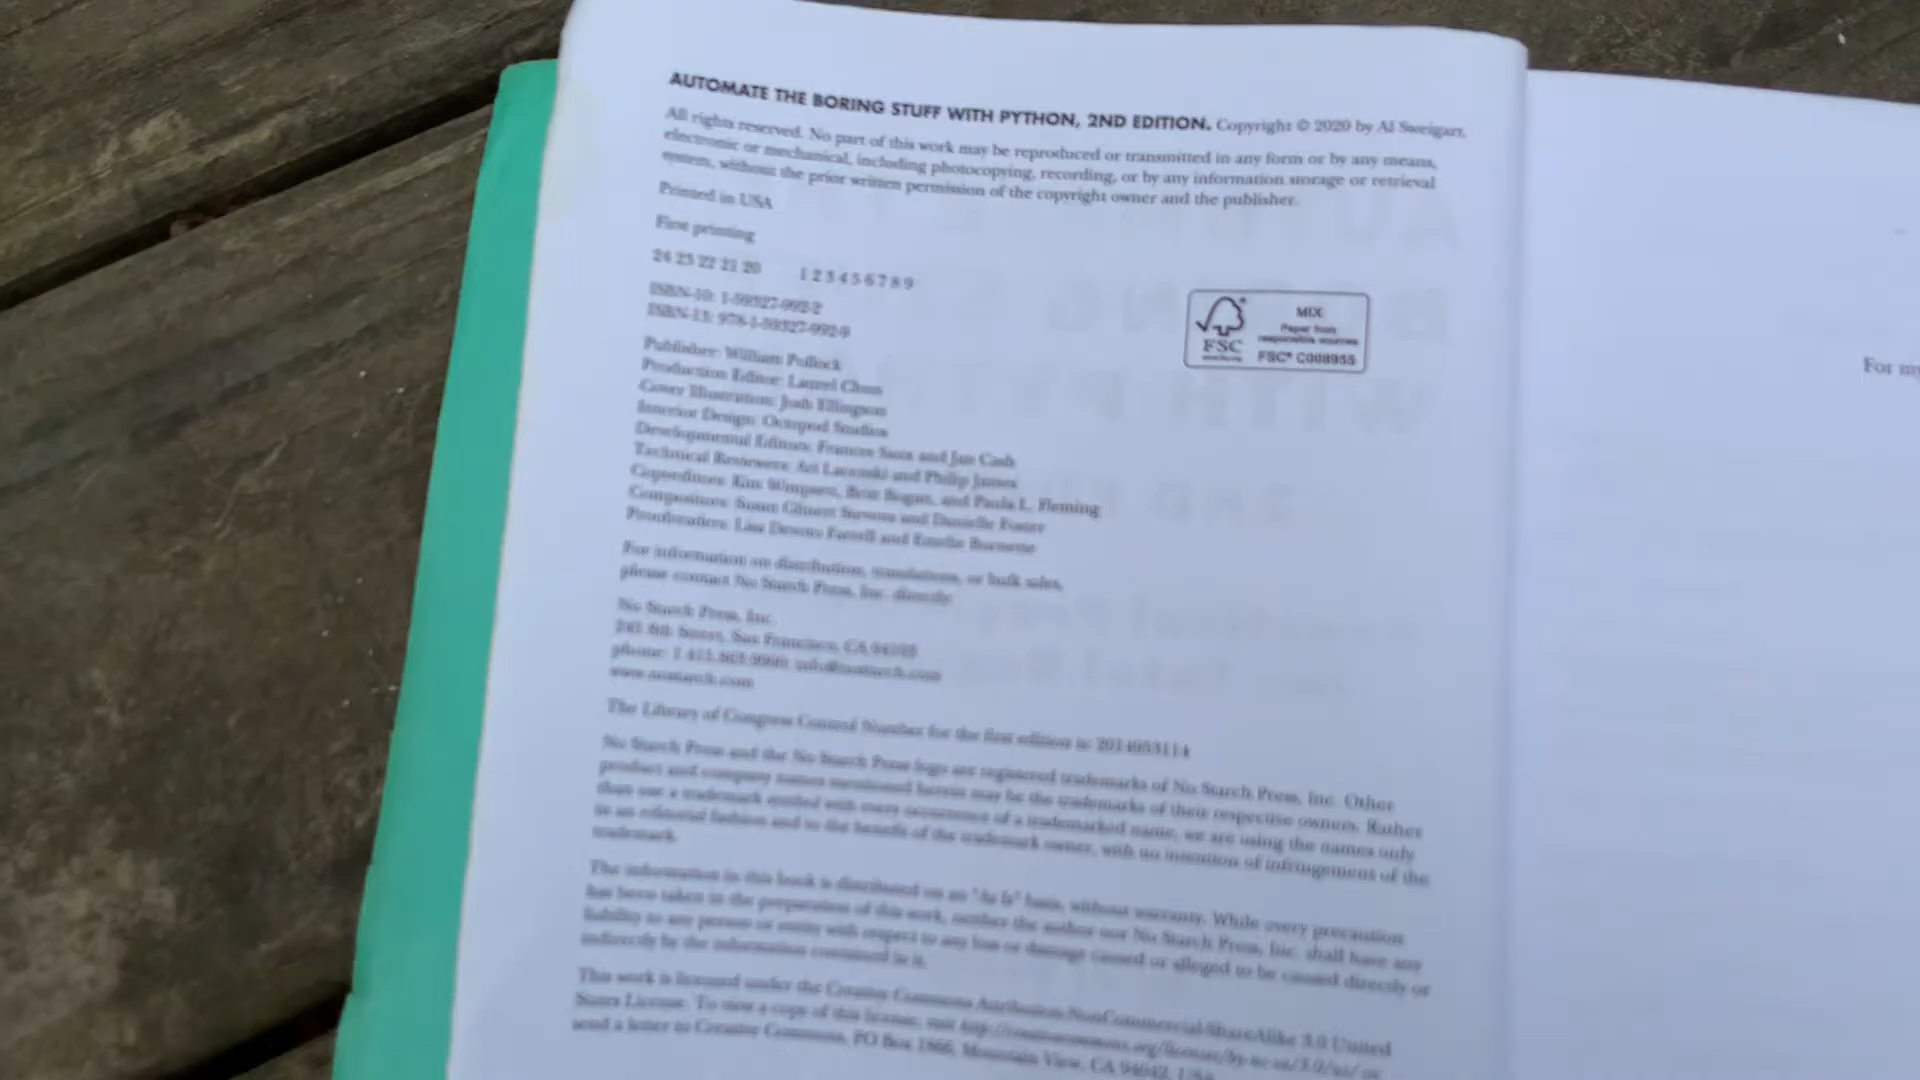 AUTOMATE THE BORING STUFF WITH PYTHON, 2ND EDITION. Copyright © 2020 by Al Sweigart.
All rights reserved. No part of this work may be reproduced or transmitted in any form or by any means,
electronic or mechanical, including photocopying, recording, or by any information storage or retrieval
system, without the prior written permission of the copyright owner and the publisher.
Printed in USA
First printing
24 23 22 21 20 1 2 3 4 5 6 7 8 9
ISBN-10: 1-59327-992-2
ISBN-13: 978-1-59327-992-9
MIX
Paper from
responsible sources
FSC
FSC® C008955
Publisher: William Pollock
Production Editor: Laurel Chun
Cover Illustration: Josh Ellingson
Interior Design: Octopod Studios
Developmental Editors: Frances Saux and Jan Cash
Technical Reviewers: Ari Lacenski and Philip James
Copyeditors: Kim Wimpsett, Britt Bogan, and Paula L. Fleming
Compositors: Susan Glinert Stevens and Danielle Foster
Proofreaders: Lisa Devoto Farrell and Emelie Burnette
For information on distribution, translations, or bulk sales,
please contact No Starch Press, Inc. directly:
No Starch Press, Inc.
245 8th Street, San Francisco, CA 94103
phone: 1.415.863.9900; info@nostarch.com
www.nostarch.com
The Library of Congress Control Number for the first edition is: 2014953114
No Starch Press and the No Starch Press logo are registered trademarks of No Starch Press, Inc. Other
product and company names mentioned herein may be the trademarks of their respective owners. Rather
than use a trademark symbol with every occurrence of a trademarked name, we are using the names only
in an editorial fashion and to the benefit of the trademark owner, with no intention of infringement of the
trademark.
The information in this book is distributed on an "As Is" basis, without warranty. While every precaution
has been taken in the preparation of this work, neither the author nor No Starch Press, Inc. shall have any
liability to any person or entity with respect to any loss or damage caused or alleged to be caused directly or
indirectly by the information contained in it.
This work is licensed under the Creative Commons Attribution-NonCommercial-ShareAlike 3.0 United
States License. To view a copy of this license, visit http://creativecommons.org/licenses/by-nc-sa/3.0/us/ or
send a letter to Creative Commons, PO Box 1866, Mountain View, CA 94042, USA.
For my